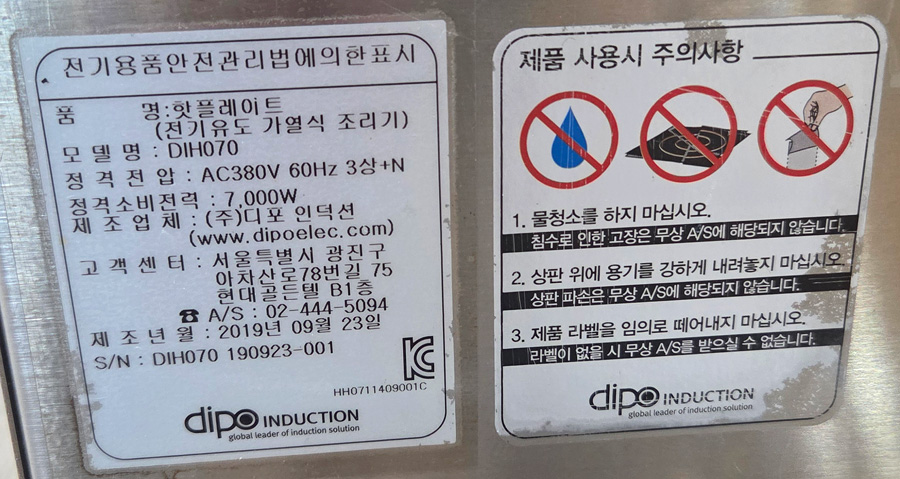 전기용품안전관리법에의한표시
품 명:핫플레이트
(전기유도 가열식 조리기)
모델명 : DIH070
정격전압 : AC380V 60Hz 3상+N
정격소비전력 : 7,000W
제조업체 : (주)디포 인덕션
(www.dipoelec.com)
고객센터 : 서울특별시 광진구
아차산로78번길 75
현대골든텔 B1층
☎ A/S : 02-444-5094
제조년월 : 2019년 09월 23일
S/N : DIH070 190923-001
HH0711409001C
dipo INDUCTION
global leader of induction solution
제품 사용시 주의사항
1. 물청소를 하지 마십시오.
침수로 인한 고장은 무상 A/S에 해당되지 않습니다.
2. 상판 위에 용기를 강하게 내려놓지 마십시오.
상판 파손은 무상 A/S에 해당되지 않습니다.
3. 제품 라벨을 임의로 떼어내지 마십시오.
라벨이 없을 시 무상 A/S를 받으실 수 없습니다.
dipo INDUCTION
global leader of induction solution